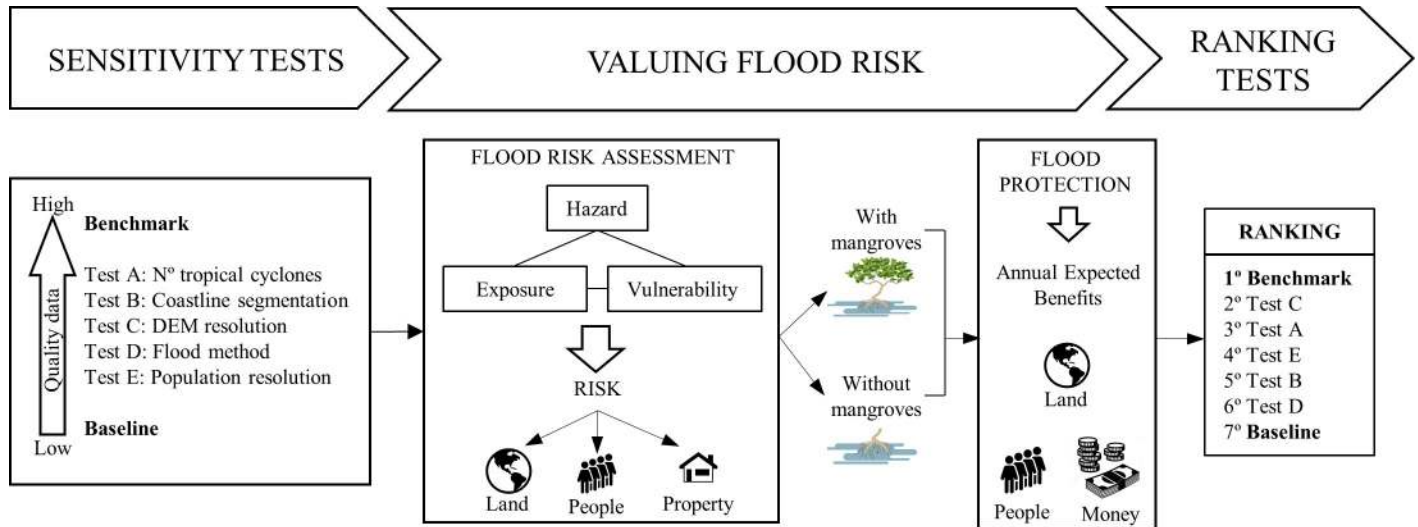 SENSITIVITY TESTS
VALUING FLOOD RISK
RANKING
TESTS
High
Quality data
Low
Benchmark
Test A: Nº tropical cyclones
Test B: Coastline segmentation
Test C: DEM resolution
Test D: Flood method
Test E: Population resolution
Baseline
FLOOD RISK ASSESSMENT
Hazard
Exposure
Vulnerability
RISK
Land
People
Property
With
mangroves
Without
mangroves
FLOOD
PROTECTION
Annual Expected
Benefits
Land
People
Money
RANKING
1º Benchmark
2º Test C
3º Test A
4º Test E
5º Test B
6º Test D
7º Baseline